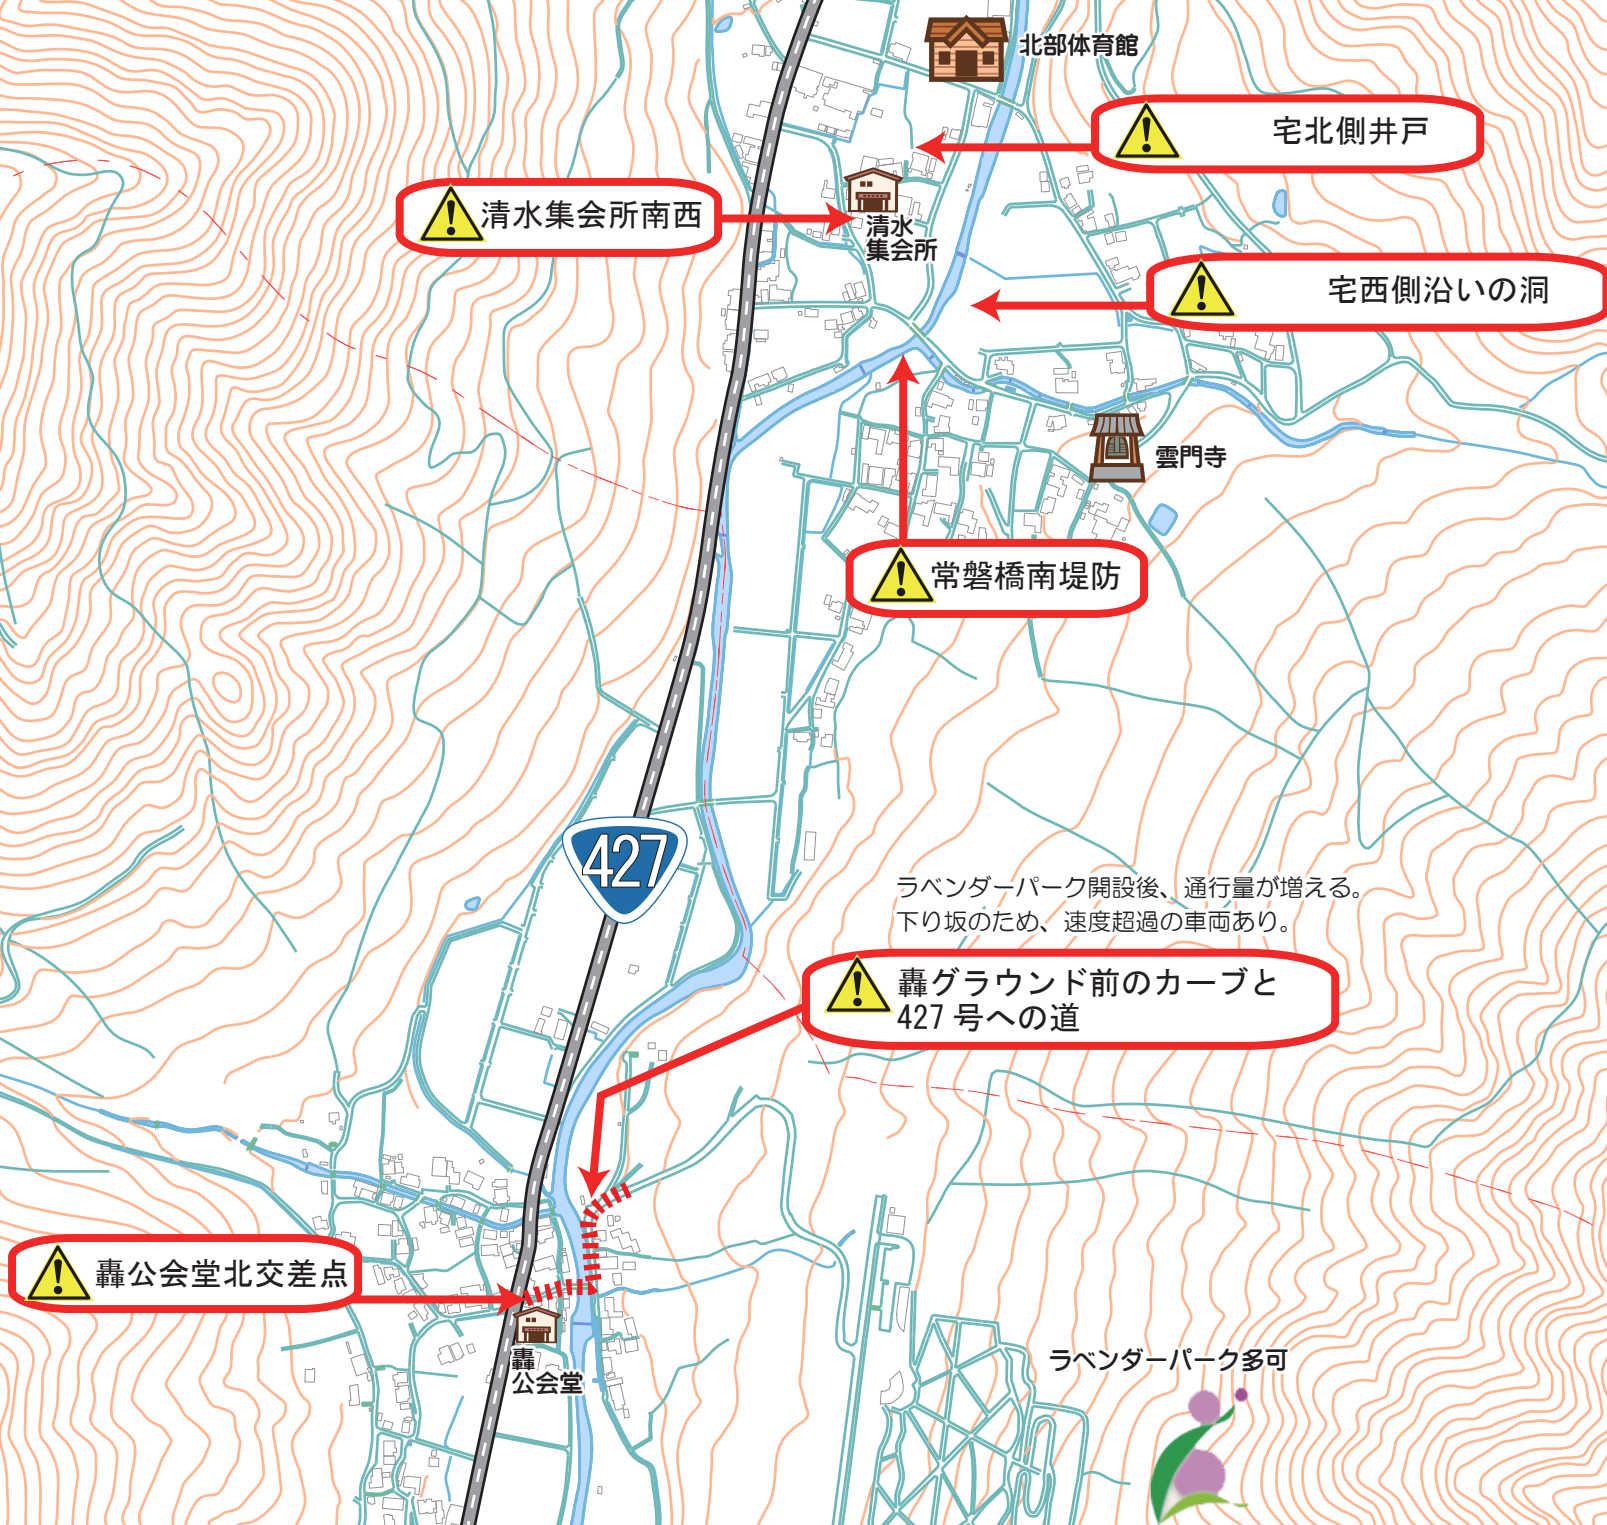 北部体育館
宅北側井戸
清水集会所南西
清水
集会所
宅西側沿いの洞
雲門寺
常磐橋南堤防
427
ラベンダーパーク開設後、通行量が増える。
下り坂のため、速度超過の車両あり。
轟グラウンド前のカーブと
427号への道
轟公会堂北交差点
轟
公会堂
ラベンダーパーク多可